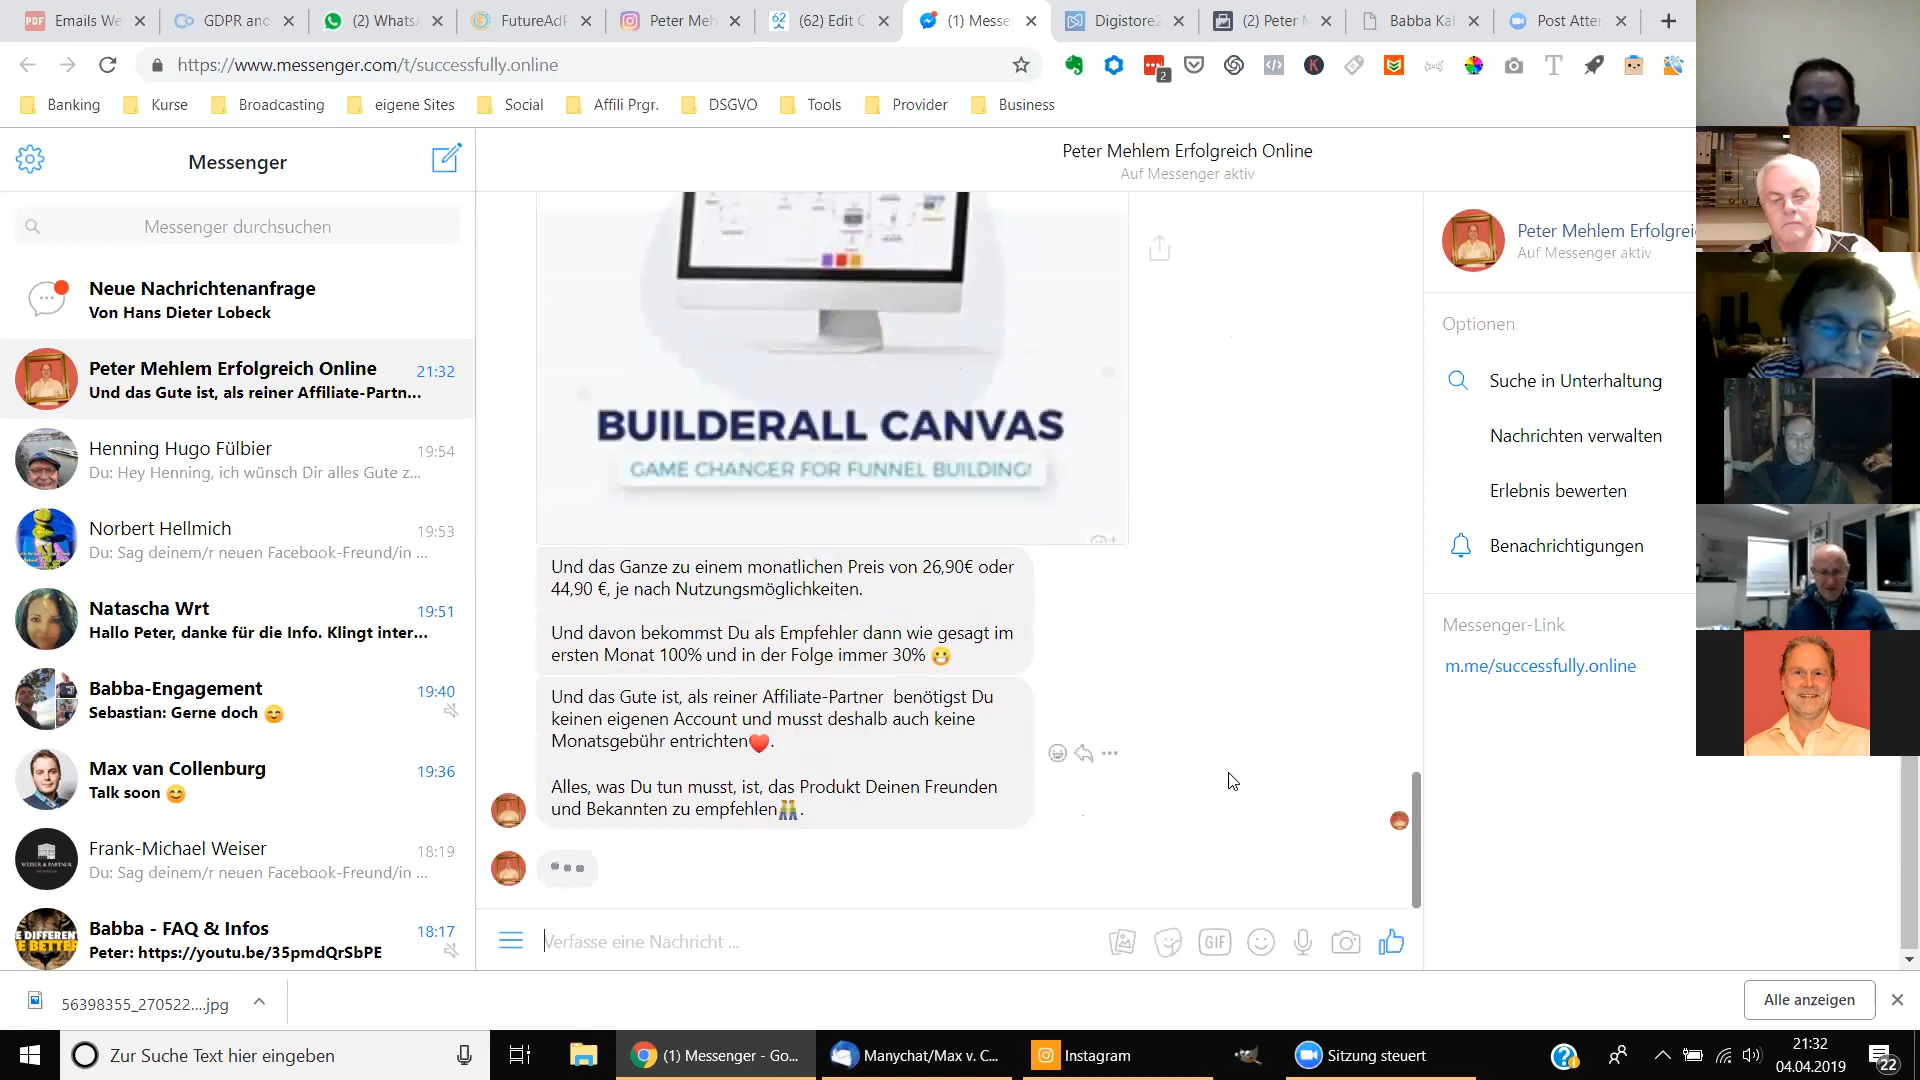 Emails We
GDPR and
(2) Whats
FutureAdP
Peter Meh
(62) Edit C
(1) Messe
Digistore2
(2) Peter M
Babba Ka
Post Atte
https://www.messenger.com/t/successfully.online
2
Banking
Kurse
Broadcasting
eigene Sites
Social
Affili Prgr.
DSGVO
Tools
Provider
Business
Messenger
Messenger durchsuchen
Neue Nachrichtenanfrage
Von Hans Dieter Lobeck
Peter Mehlem Erfolgreich Online
21:32
Und das Gute ist, als reiner Affiliate-Partn...
Henning Hugo Fülbier
19:54
Du: Hey Henning, ich wünsch Dir alles Gute z...
Norbert Hellmich
19:53
Du: Sag deinem/r neuen Facebook-Freund/in ...
Natascha Wrt
19:51
Hallo Peter, danke für die Info. Klingt inter...
Babba-Engagement
19:40
Sebastian: Gerne doch 😊
Max van Collenburg
19:36
Talk soon 😊
Frank-Michael Weiser
18:19
Du: Sag deinem/r neuen Facebook-Freund/in ...
Babba - FAQ & Infos
18:17
Peter: https://youtu.be/35pmdQrSbPE
Peter Mehlem Erfolgreich Online
Auf Messenger aktiv
BUILDERALL CANVAS
GAME CHANGER FOR FUNNEL BUILDING!
Und das Ganze zu einem monatlichen Preis von 26,90€ oder
44,90 €, je nach Nutzungsmöglichkeiten.
Und davon bekommst Du als Empfehler dann wie gesagt im
ersten Monat 100% und in der Folge immer 30% 😀
Und das Gute ist, als reiner Affiliate-Partner benötigst Du
keinen eigenen Account und musst deshalb auch keine
Monatsgebühr entrichten❤.
Alles, was Du tun musst, ist, das Produkt Deinen Freunden
und Bekannten zu empfehlen👬.
Verfasse eine Nachricht ...
GIF
Peter Mehlem Erfolgrei
Auf Messenger aktiv
Optionen
Suche in Unterhaltung
Nachrichten verwalten
Erlebnis bewerten
Benachrichtigungen
Messenger-Link
m.me/successfully.online
56398355_270522....jpg
Alle anzeigen
Zur Suche Text hier eingeben
(1) Messenger - Go...
Manychat/Max v. C...
Instagram
Sitzung steuert
21:32
04.04.2019
22